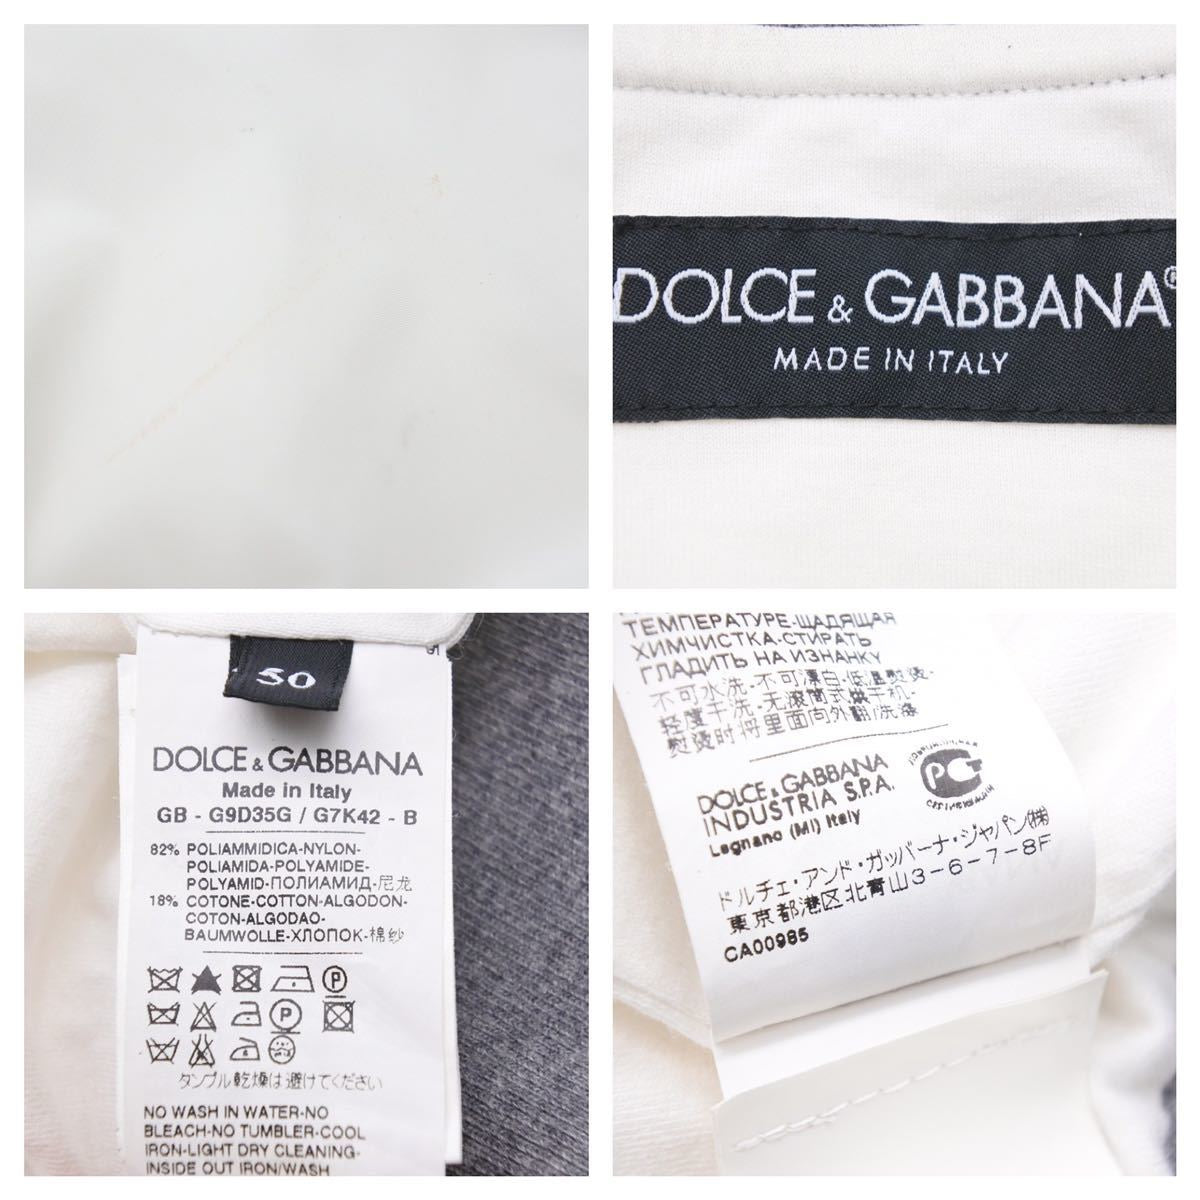 DOLCE & GABBANA®
MADE IN ITALY
50
DOLCE & GABBANA
Made in Italy
GB - G9D35G / G7K42 - B
82% POLIAMMIDICA-NYLON-
POLIAMIDA-POLYAMIDE-
POLYAMID-ПОЛИАМИД-尼龙
18% COTONE-COTTON-ALGODON-
COTON-ALGODAO-
BAUMWOLLE-ХЛОПОК-棉纱
タンブル乾燥は避けてください
NO WASH IN WATER-NO
BLEACH-NO TUMBLER-COOL
IRON-LIGHT DRY CLEANING-
INSIDE OUT IRON/WASH
ТЕМПЕРАТУРЕ-ЩАДЯЩАЯ
ХИМЧИСТКА-СТИРАТЬ
ГЛАДИТЬ НА ИЗНАНКУ
不可水洗-不可漂白-低温熨烫-
轻度干洗-无滚筒式烘干机-
熨烫时将里面向外翻/洗涤
DOLCE & GABBANA
INDUSTRIA S.P.A.
Legnano (MI) Italy
ドルチェ・アンド・ガッバーナ・ジャパン(株)
東京都港区北青山3-6-7-8F
CA00985